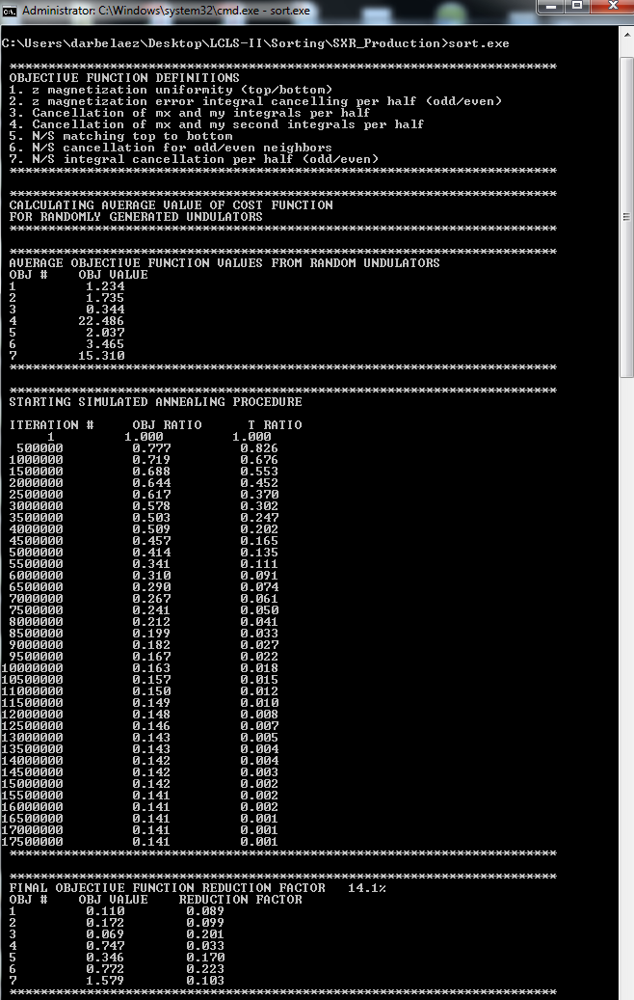 Administrator: C:\Windows\system32\cmd.exe - sort.exe
C:\Users\darbelaez\Desktop\LCLS-II\Sorting\SXR_Production>sort.exe
***********************************************************************
OBJECTIVE FUNCTION DEFINITIONS
1. z magnetization uniformity (top/bottom)
2. z magnetization error integral cancelling per half (odd/even)
3. Cancellation of mx and my integrals per half
4. Cancellation of mx and my second integrals per half
5. N/S matching top to bottom
6. N/S cancellation for odd/even neighbors
7. N/S integral cancellation per half (odd/even)
***********************************************************************
***********************************************************************
CALCULATING AVERAGE VALUE OF COST FUNCTION
FOR RANDOMLY GENERATED UNDULATORS
***********************************************************************
***********************************************************************
AVERAGE OBJECTIVE FUNCTION VALUES FROM RANDOM UNDULATORS
OBJ # OBJ VALUE
1 1.234
2 1.735
3 0.344
4 22.486
5 2.037
6 3.465
7 15.310
***********************************************************************
***********************************************************************
STARTING SIMULATED ANNEALING PROCEDURE
ITERATION # OBJ RATIO T RATIO
1 1.000 1.000
500000 0.777 0.826
1000000 0.719 0.676
1500000 0.688 0.553
2000000 0.644 0.452
2500000 0.617 0.370
3000000 0.578 0.302
3500000 0.503 0.247
4000000 0.509 0.202
4500000 0.457 0.165
5000000 0.414 0.135
5500000 0.341 0.111
6000000 0.310 0.091
6500000 0.290 0.074
7000000 0.267 0.061
7500000 0.241 0.050
8000000 0.212 0.041
8500000 0.199 0.033
9000000 0.182 0.027
9500000 0.167 0.022
10000000 0.163 0.018
10500000 0.157 0.015
11000000 0.150 0.012
11500000 0.149 0.010
12000000 0.148 0.008
12500000 0.146 0.007
13000000 0.143 0.005
13500000 0.143 0.004
14000000 0.142 0.004
14500000 0.142 0.003
15000000 0.142 0.002
15500000 0.141 0.002
16000000 0.141 0.002
16500000 0.141 0.001
17000000 0.141 0.001
17500000 0.141 0.001
***********************************************************************
***********************************************************************
FINAL OBJECTIVE FUNCTION REDUCTION FACTOR 14.1%
OBJ # OBJ VALUE REDUCTION FACTOR
1 0.110 0.089
2 0.172 0.099
3 0.069 0.201
4 0.747 0.033
5 0.346 0.170
6 0.772 0.223
7 1.579 0.103
***********************************************************************